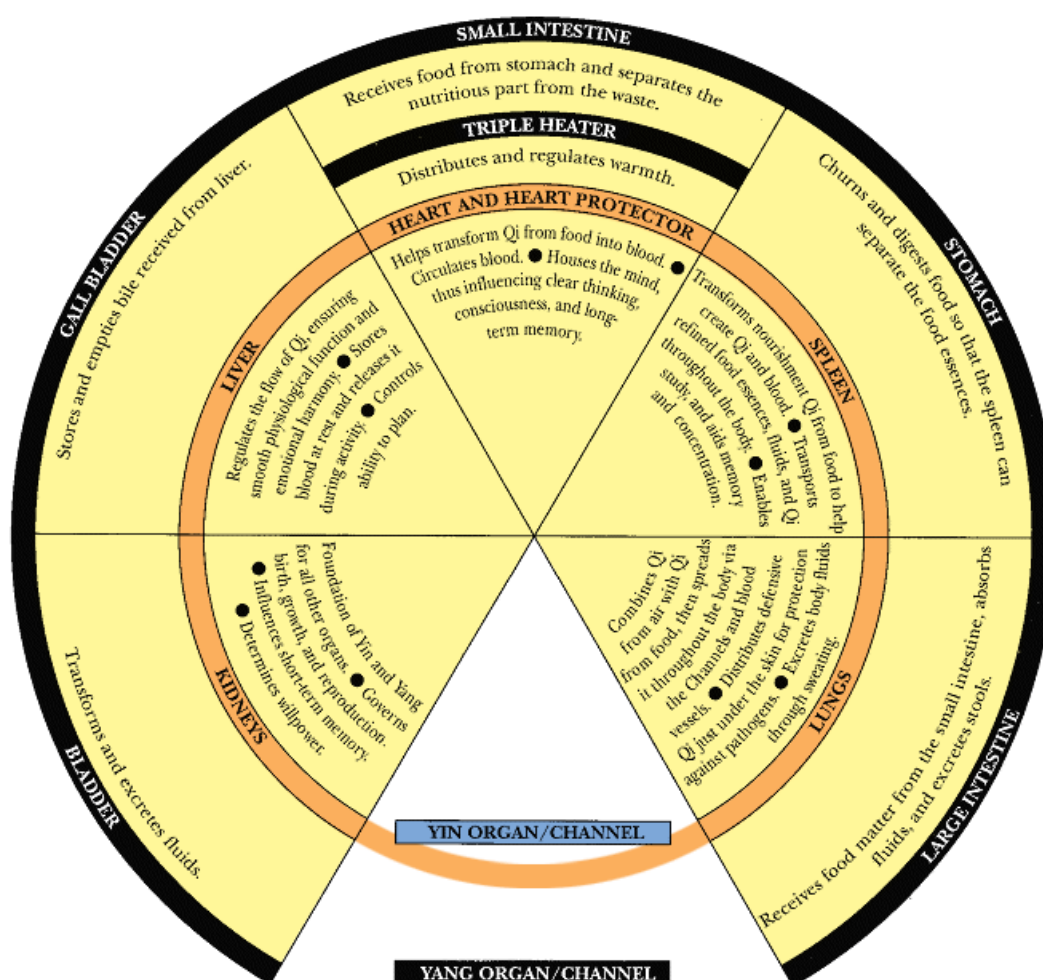 SMALL INTESTINE
Receives food from stomach and separates the
nutritious part from the waste.
TRIPLE HEATER
Distributes and regulates warmth.
HEART AND HEART PROTECTOR
Helps transform Qi from food into blood. ●
Circulates blood. ● Houses the mind,
thus influencing clear thinking,
consciousness, and long-
term memory.
GALL BLADDER
Stores and empties bile received from liver.
LIVER
Regulates the flow of Qi, ensuring
smooth physiological function and
emotional harmony. ● Stores
blood at rest and releases it
during activity. ● Controls
ability to plan.
STOMACH
Churns and digests food so that the spleen can
separate the food essences.
SPLEEN
Transforms nourishment Qi from food to help
create Qi and blood. ● Transports
refined food essences, fluids, and Qi
throughout the body. ● Enables
study, and aids memory
and concentration.
BLADDER
Transforms and excretes fluids.
KIDNEYS
Foundation of Yin and Yang
for all other organs. ● Governs
birth, growth, and reproduction.
● Influences short-term memory.
● Determines willpower.
LUNGS
Combines Qi
from air with Qi
from food, then spreads
it throughout the body via
the Channels and blood
vessels. ● Distributes defensive
Qi just under the skin for protection
against pathogens. ● Excretes body fluids
through sweating.
LARGE INTESTINE
Receives food matter from the small intestine, absorbs
fluids, and excretes stools.
YIN ORGAN/CHANNEL
YANG ORGAN/CHANNEL